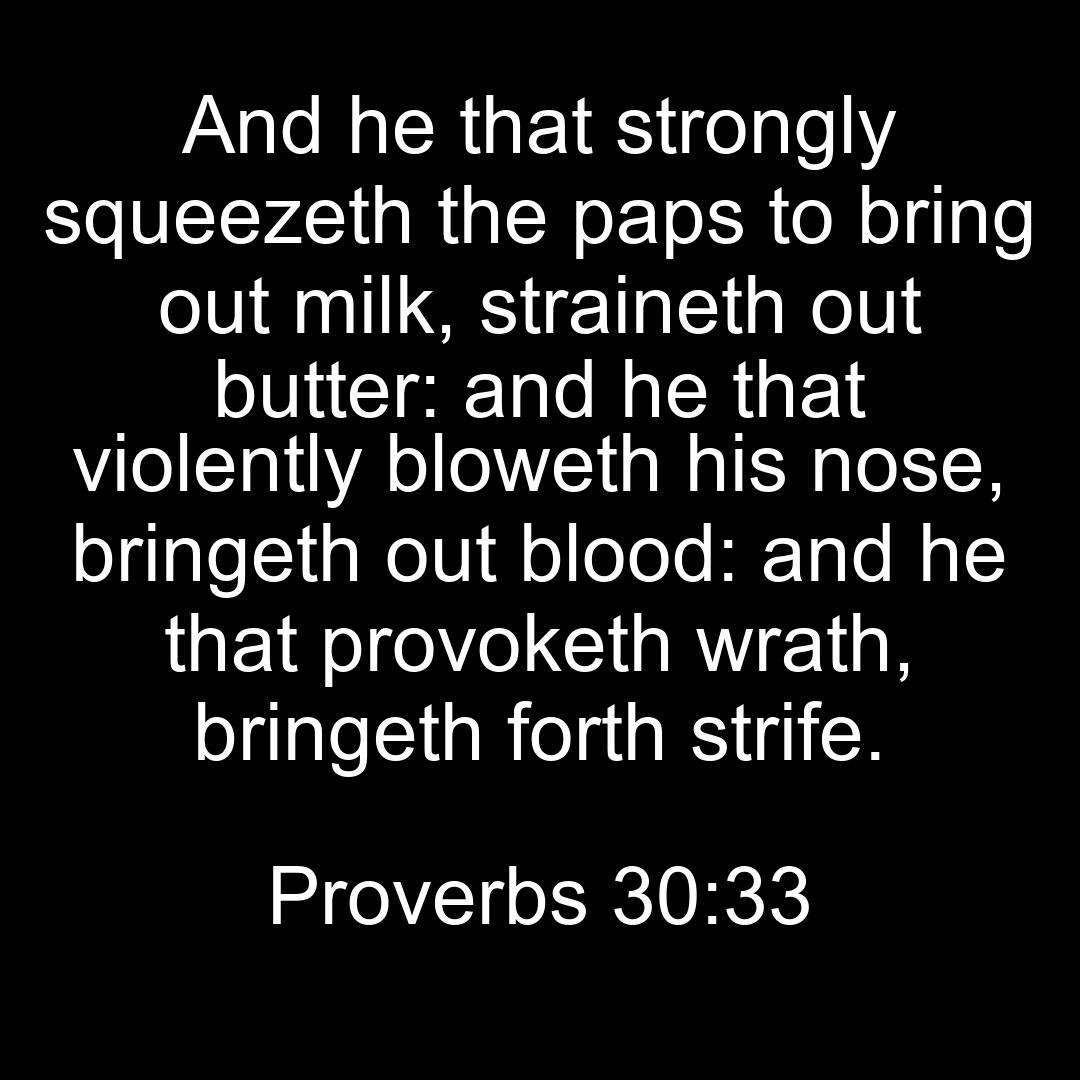 And he that strongly
squeezeth the paps to bring
out milk, straineth out
butter: and he that
violently bloweth his nose,
bringeth out blood: and he
that provoketh wrath,
bringeth forth strife.
Proverbs 30:33